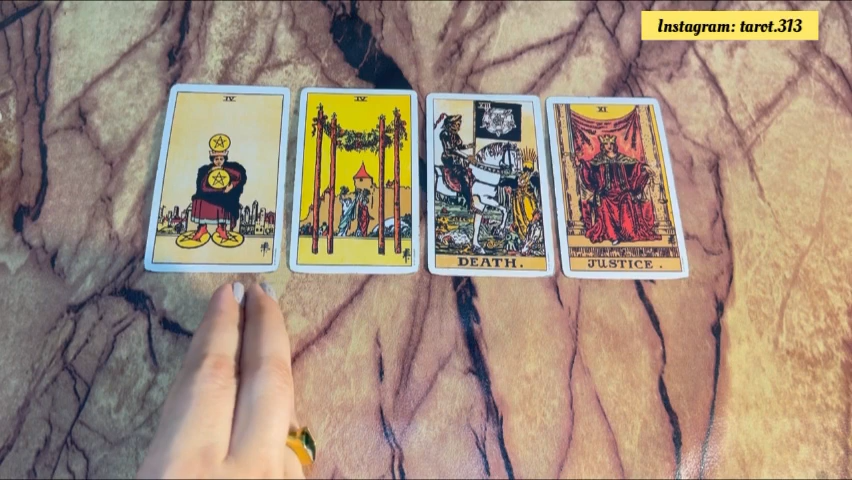 Instagram: tarot.313
IV
IV
XIII
XI
DEATH.
JUSTICE.